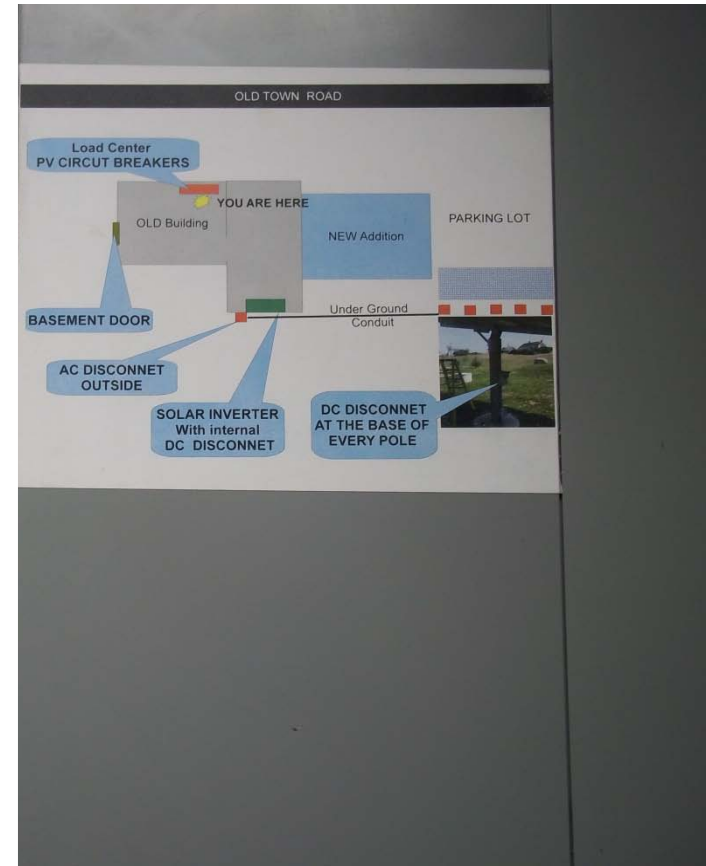 OLD TOWN ROAD
Load Center
PV CIRCUT BREAKERS
YOU ARE HERE
OLD Building
NEW Addition
PARKING LOT
BASEMENT DOOR
Under Ground
Conduit
AC DISCONNET
OUTSIDE
SOLAR INVERTER
With internal
DC DISCONNET
DC DISCONNET
AT THE BASE OF
EVERY POLE